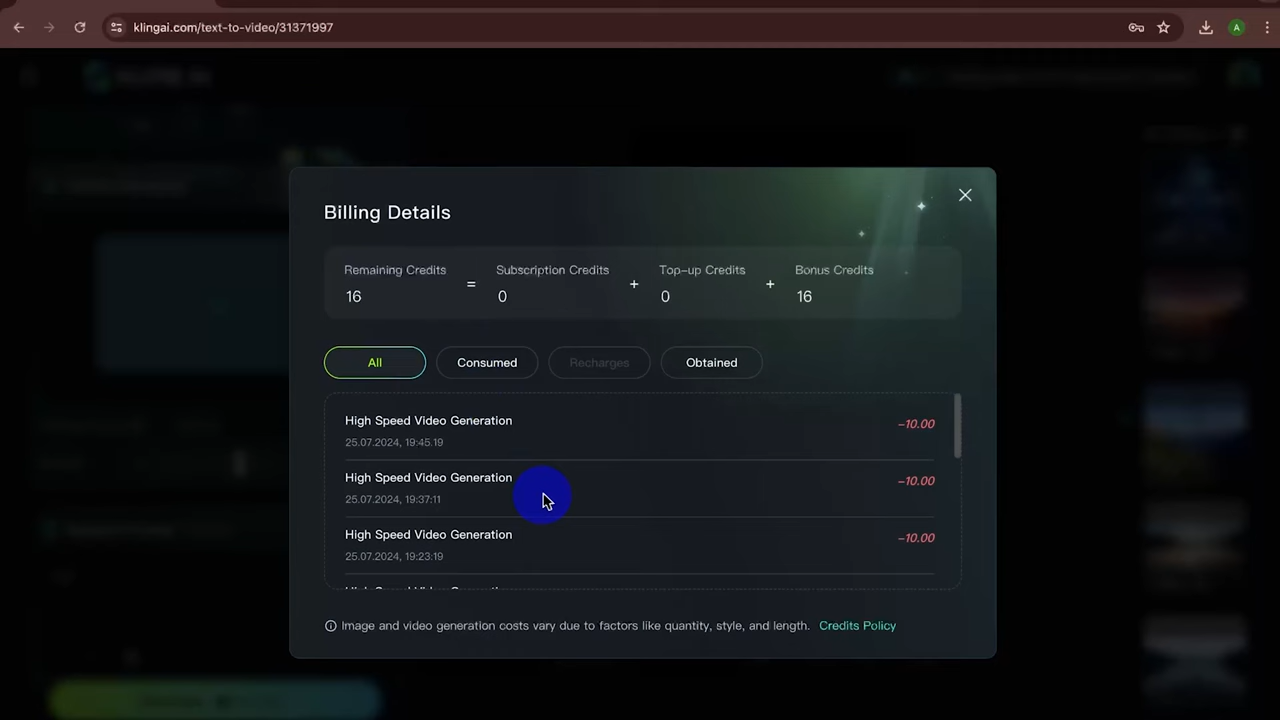 klingai.com/text-to-video/31371997
A
Billing Details
Remaining Credits Subscription Credits Top-up Credits Bonus Credits
16 = 0 + 0 + 16
All Consumed Recharges Obtained
High Speed Video Generation -10.00
25.07.2024, 19:45:19
High Speed Video Generation -10.00
25.07.2024, 19:37:11
High Speed Video Generation -10.00
25.07.2024, 19:23:19
Image and video generation costs vary due to factors like quantity, style, and length. Credits Policy